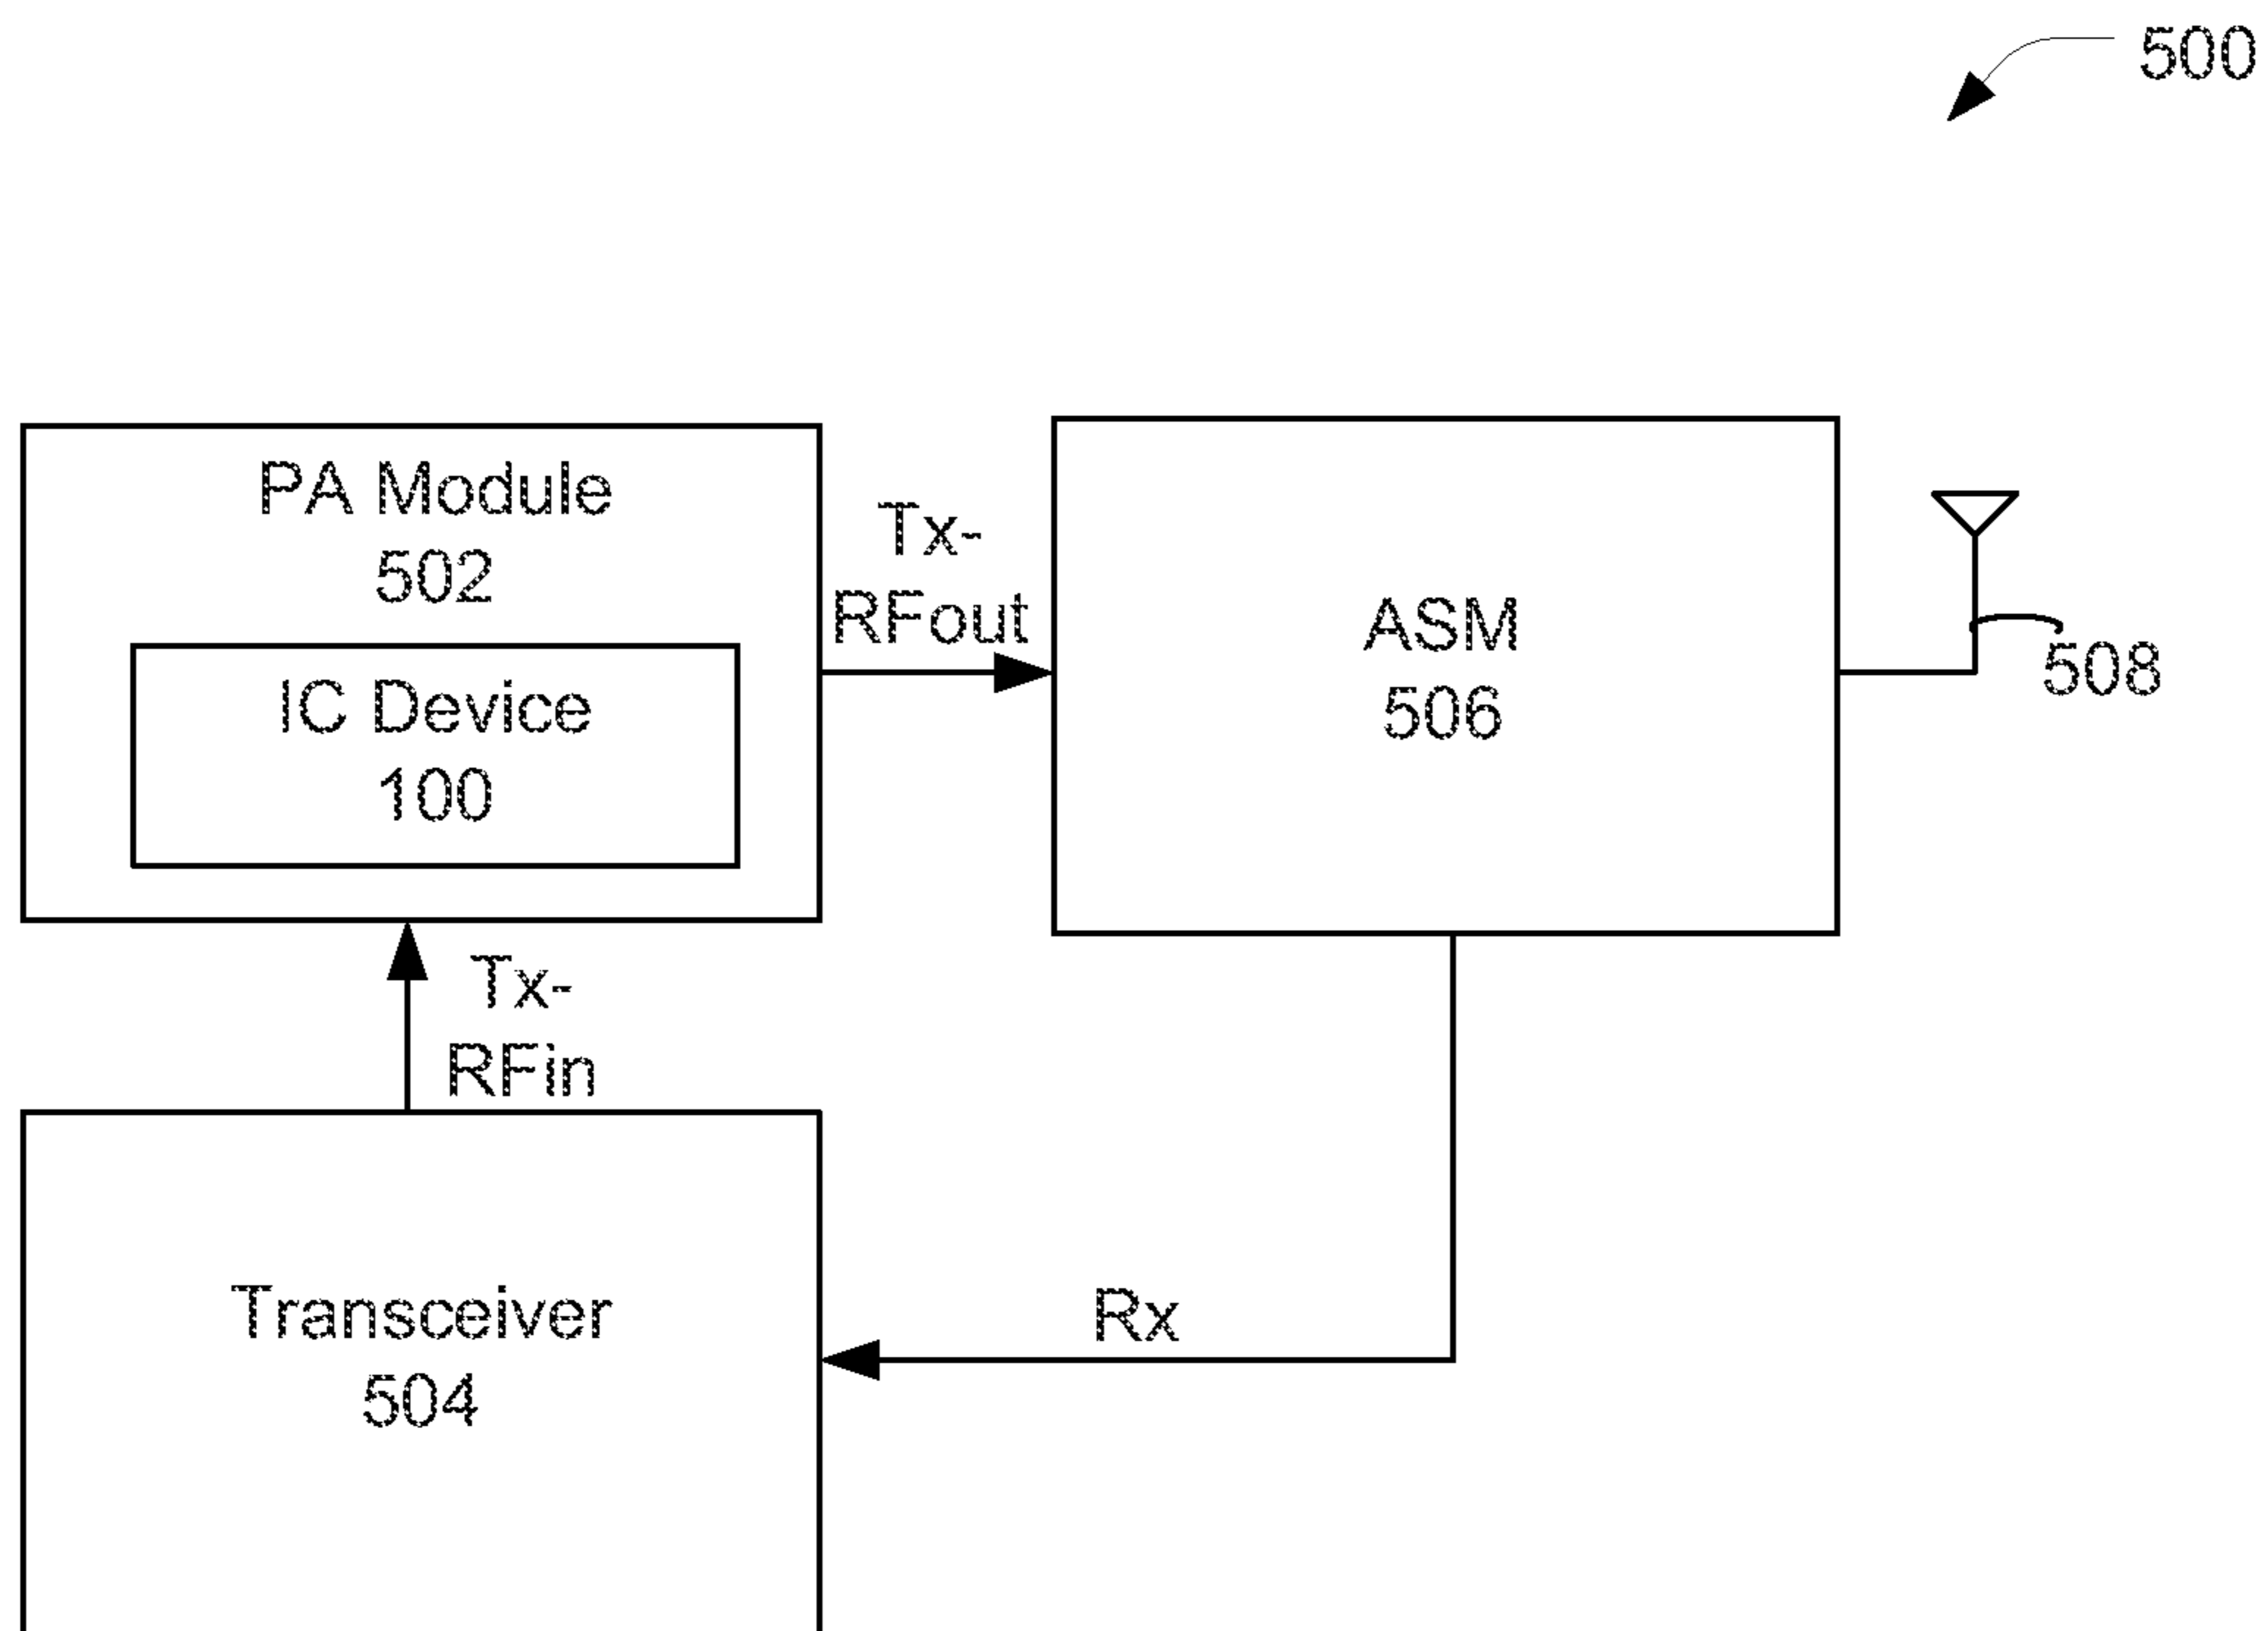 500
PA Module
502
IC Device
100
Tx-
RFout
ASM
506
508
Tx-
RFin
Transceiver
504
Rx